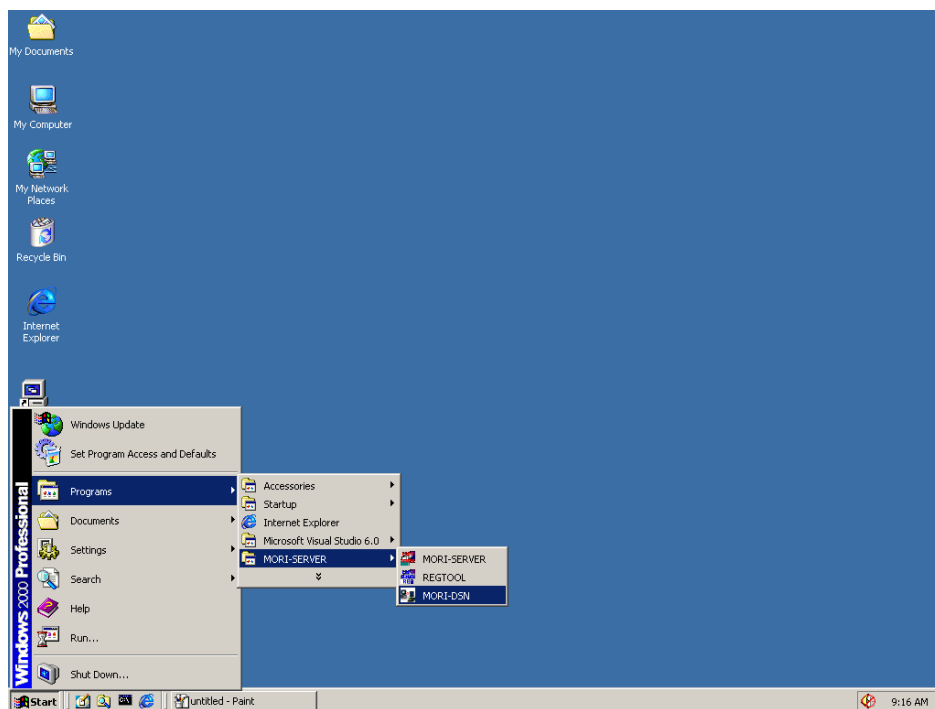 My Documents
My Computer
My Network
Places
Recycle Bin
Internet
Explorer
Windows 2000 Professional
Windows Update
Set Program Access and Defaults
Programs
Documents
Settings
Search
Help
Run...
Shut Down...
Accessories
Startup
Internet Explorer
Microsoft Visual Studio 6.0
MORI-SERVER
MORI-SERVER
REGTOOL
MORI-DSN
Start
untitled - Paint
9:16 AM